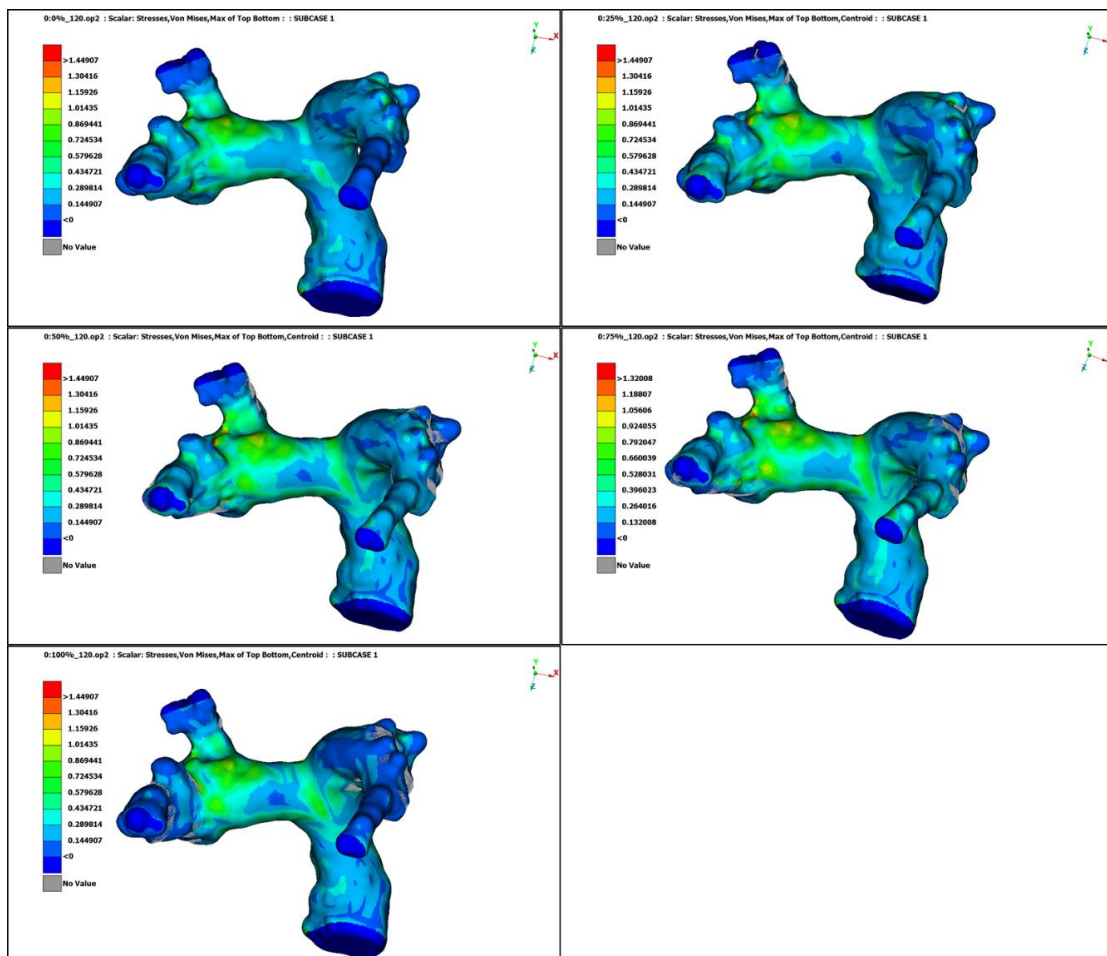 0:0%_120.op2 : Scalar: Stresses,Von Mises,Max of Top Bottom : : SUBCASE 1
>1.44907
1.30416
1.15926
1.01435
0.869441
0.724534
0.579628
0.434721
0.289814
0.144907
<0
No Value
Y
X
Z
0:25%_120.op2 : Scalar: Stresses,Von Mises,Max of Top Bottom,Centroid : : SUBCASE 1
>1.44907
1.30416
1.15926
1.01435
0.869441
0.724534
0.579628
0.434721
0.289814
0.144907
<0
No Value
Y
X
Z
0:50%_120.op2 : Scalar: Stresses,Von Mises,Max of Top Bottom,Centroid : : SUBCASE 1
>1.44907
1.30416
1.15926
1.01435
0.869441
0.724534
0.579628
0.434721
0.289814
0.144907
<0
No Value
Y
X
Z
0:75%_120.op2 : Scalar: Stresses,Von Mises,Max of Top Bottom,Centroid : : SUBCASE 1
>1.32008
1.18807
1.05606
0.924055
0.792047
0.660039
0.528031
0.396023
0.264016
0.132008
<0
No Value
Y
X
Z
0:100%_120.op2 : Scalar: Stresses,Von Mises,Max of Top Bottom,Centroid : : SUBCASE 1
>1.44907
1.30416
1.15926
1.01435
0.869441
0.724534
0.579628
0.434721
0.289814
0.144907
<0
No Value
Y
X
Z